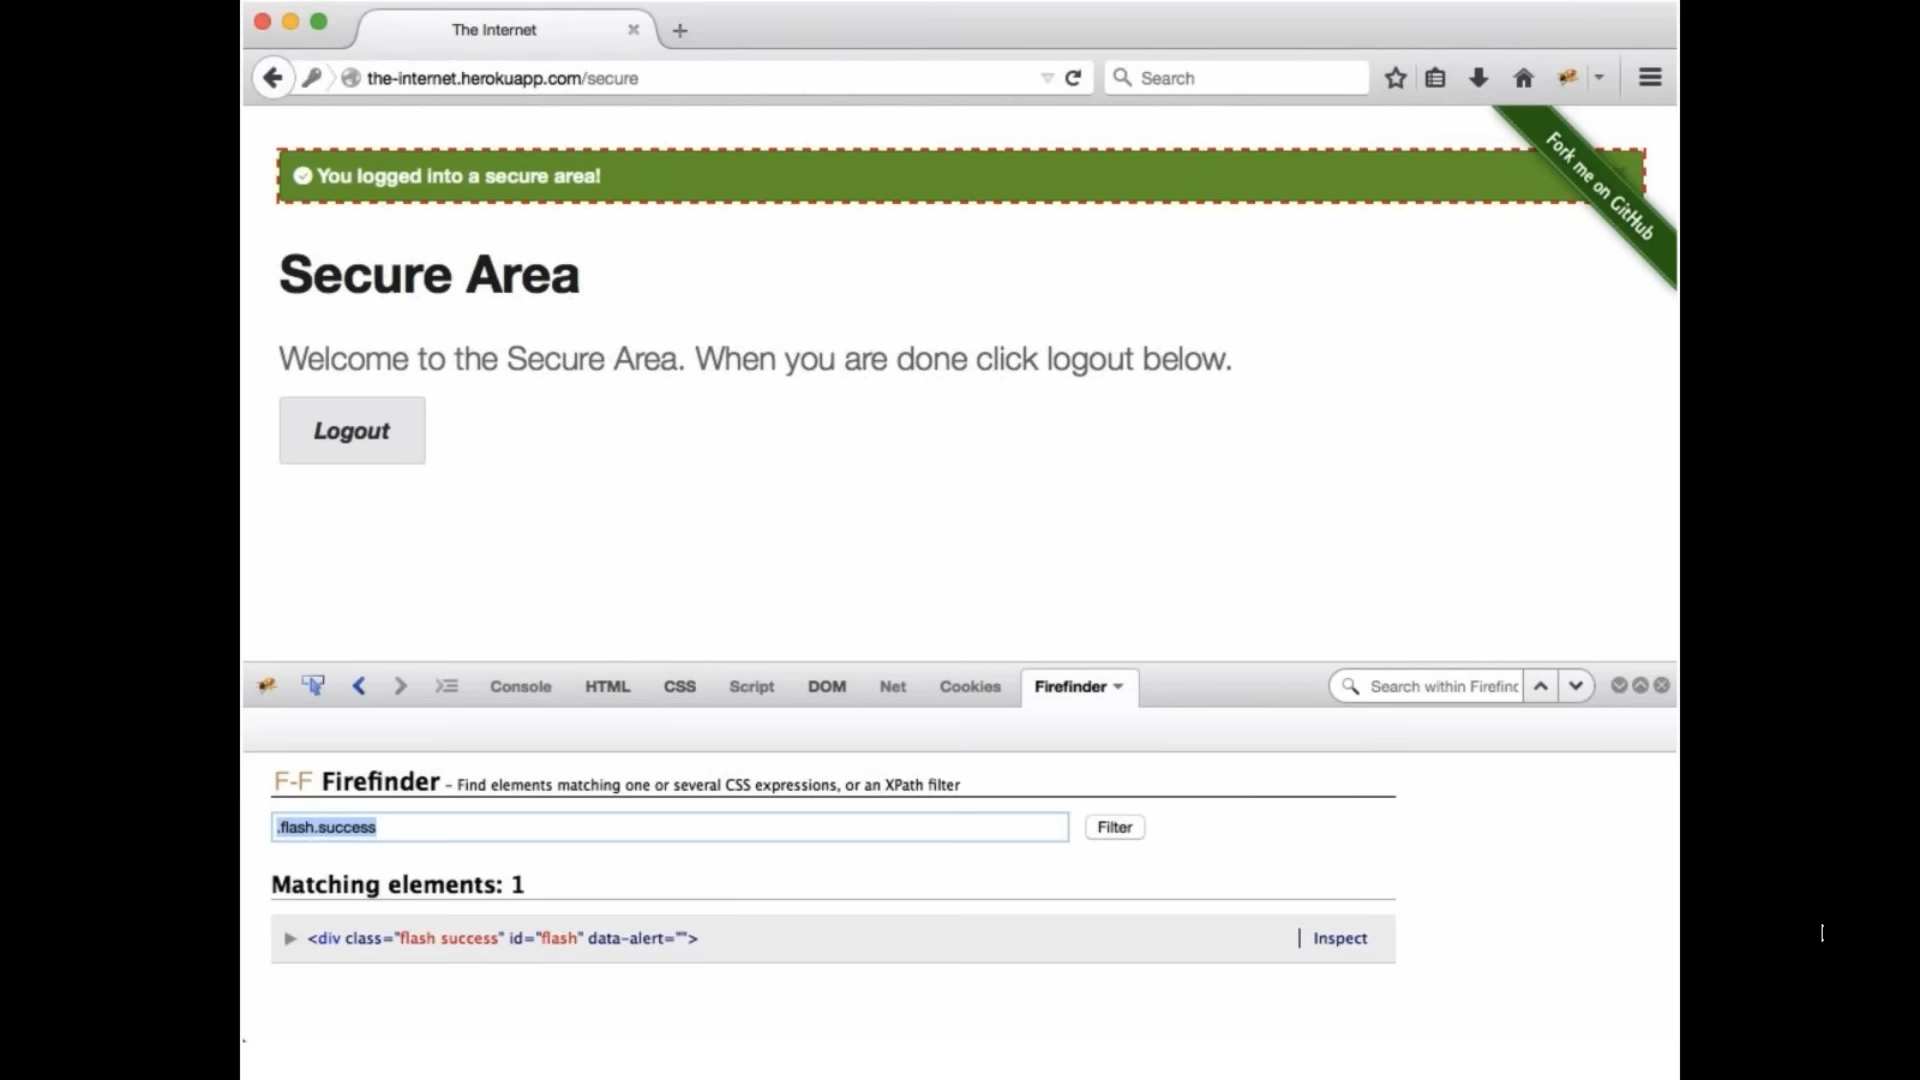 The Internet
the-internet.herokuapp.com/secure
Search
Fork me on GitHub
You logged into a secure area!
Secure Area
Welcome to the Secure Area. When you are done click logout below.
Logout
Console HTML CSS Script DOM Net Cookies Firefinder
Search within Firefind
F-F Firefinder – Find elements matching one or several CSS expressions, or an XPath filter
.flash.success
Filter
Matching elements: 1
<div class="flash success" id="flash" data-alert="">
Inspect